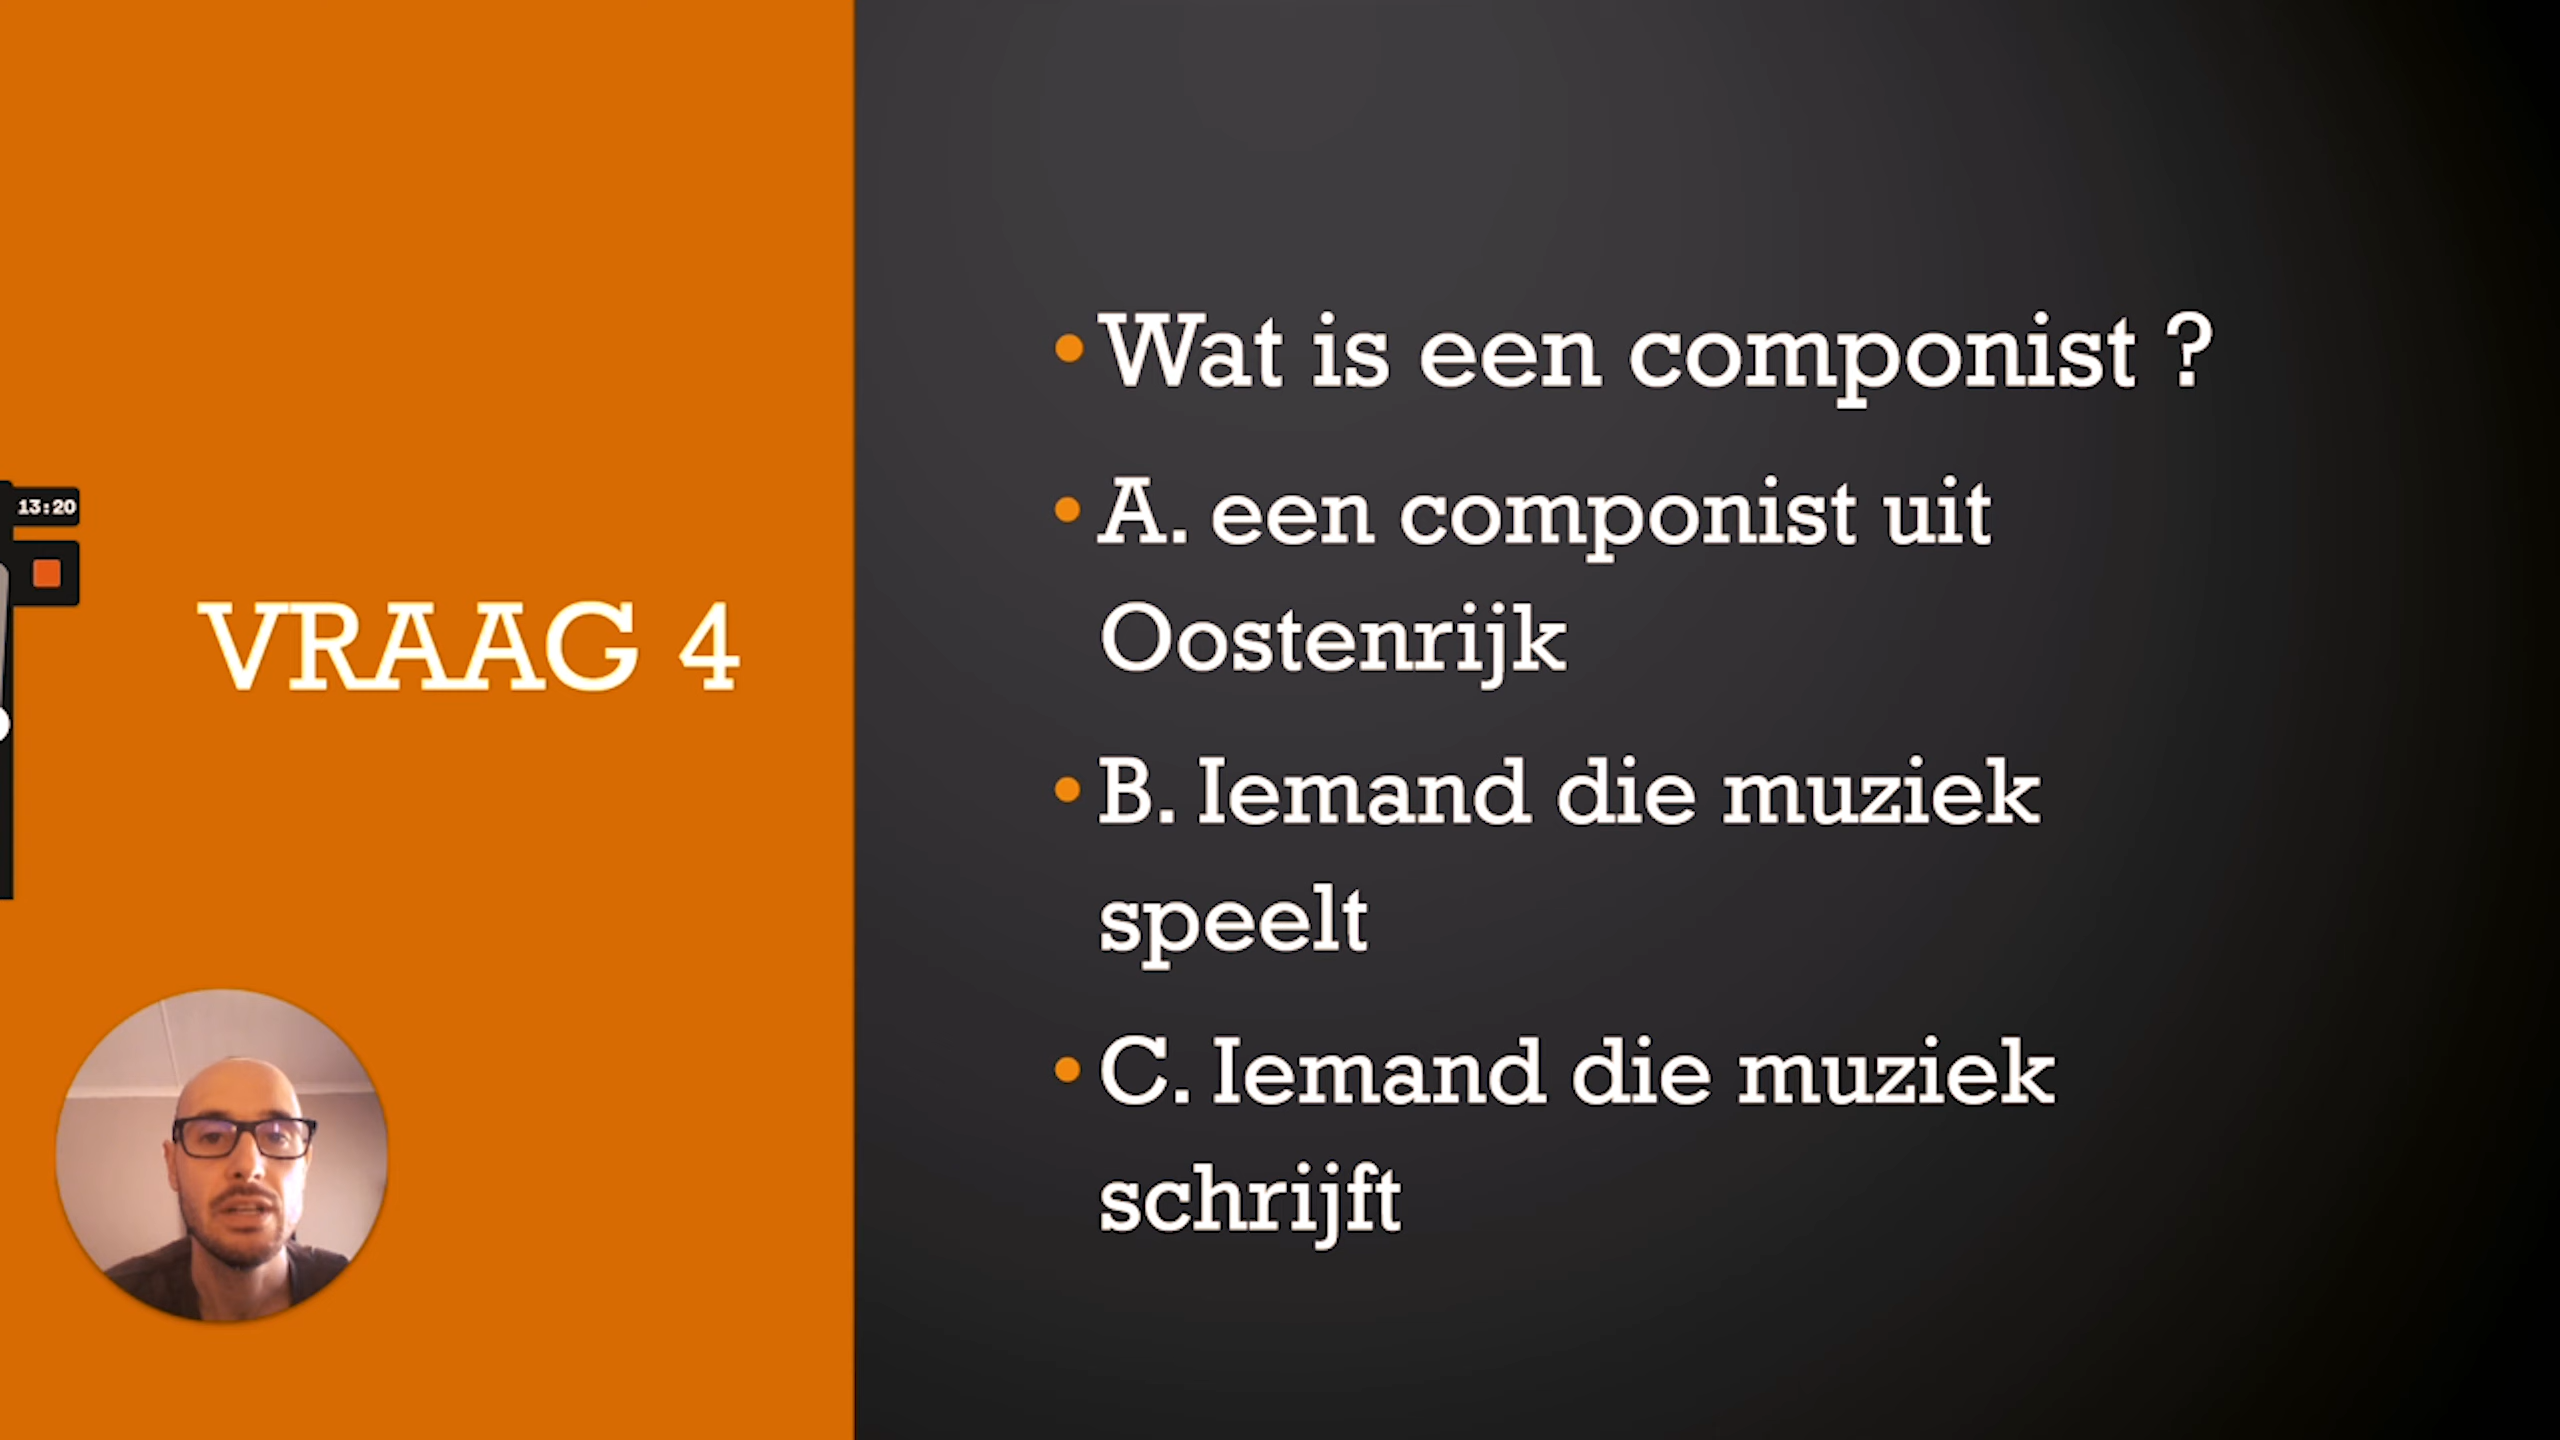 13:20
VRAAG 4
• Wat is een componist ?
• A. een componist uit
Oostenrijk
• B. Iemand die muziek
speelt
• C. Iemand die muziek
schrijft